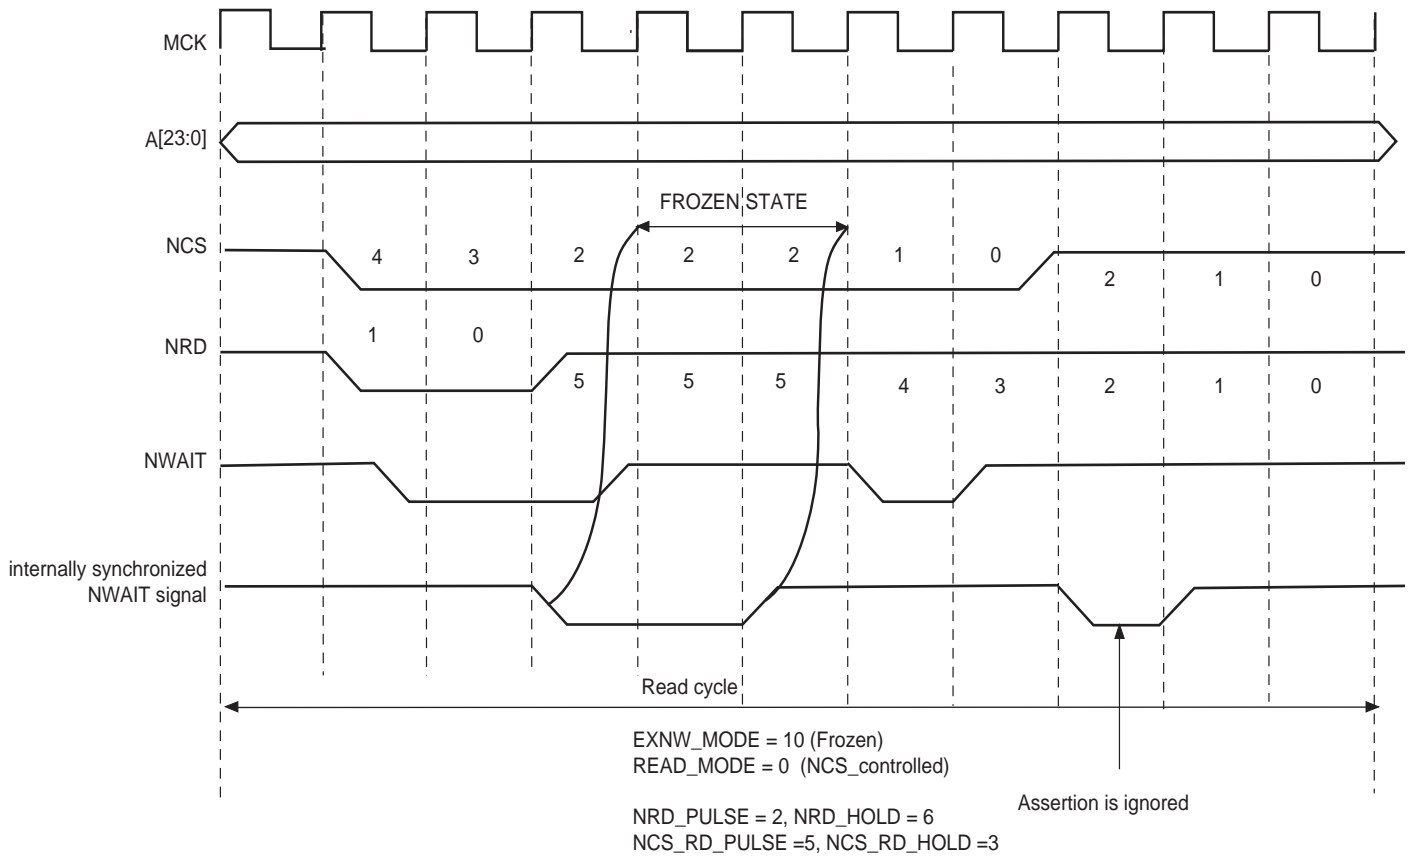 MCK
A[23:0]
FROZEN STATE
NCS
4 3 2 2 2 1 0
2 1 0
1 0
NRD
5 5 5 4 3 2 1 0
NWAIT
internally synchronized
NWAIT signal
Read cycle
EXNW_MODE = 10 (Frozen)
READ_MODE = 0 (NCS_controlled)
Assertion is ignored
NRD_PULSE = 2, NRD_HOLD = 6
NCS_RD_PULSE =5, NCS_RD_HOLD =3